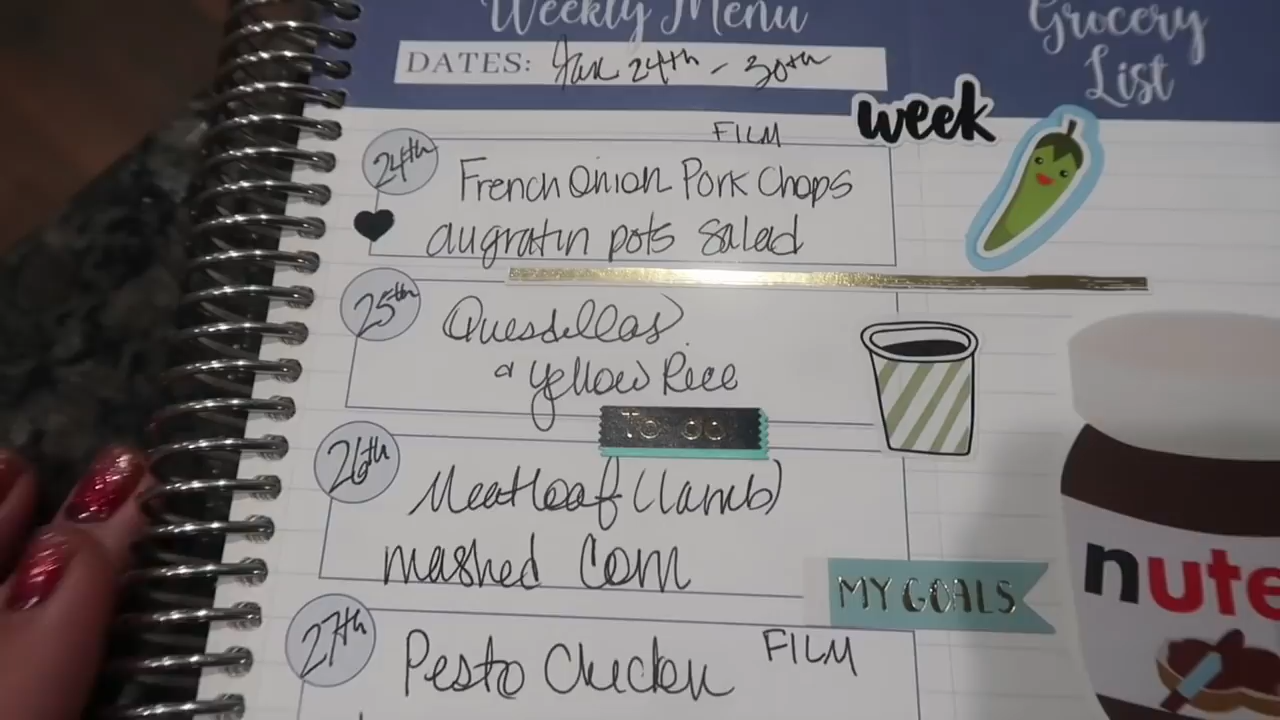 Weekly Menu
Grocery List
DATES: Jan 24th - 30th
week
FILM
24th
French Onion Pork Chops
augratin pots salad
25th
Quesdillas
& Yellow Rice
TO DO
26th
Meatloaf (lamb)
mashed Corn
MY GOALS
27th
Pesto Chicken
FILM
nute